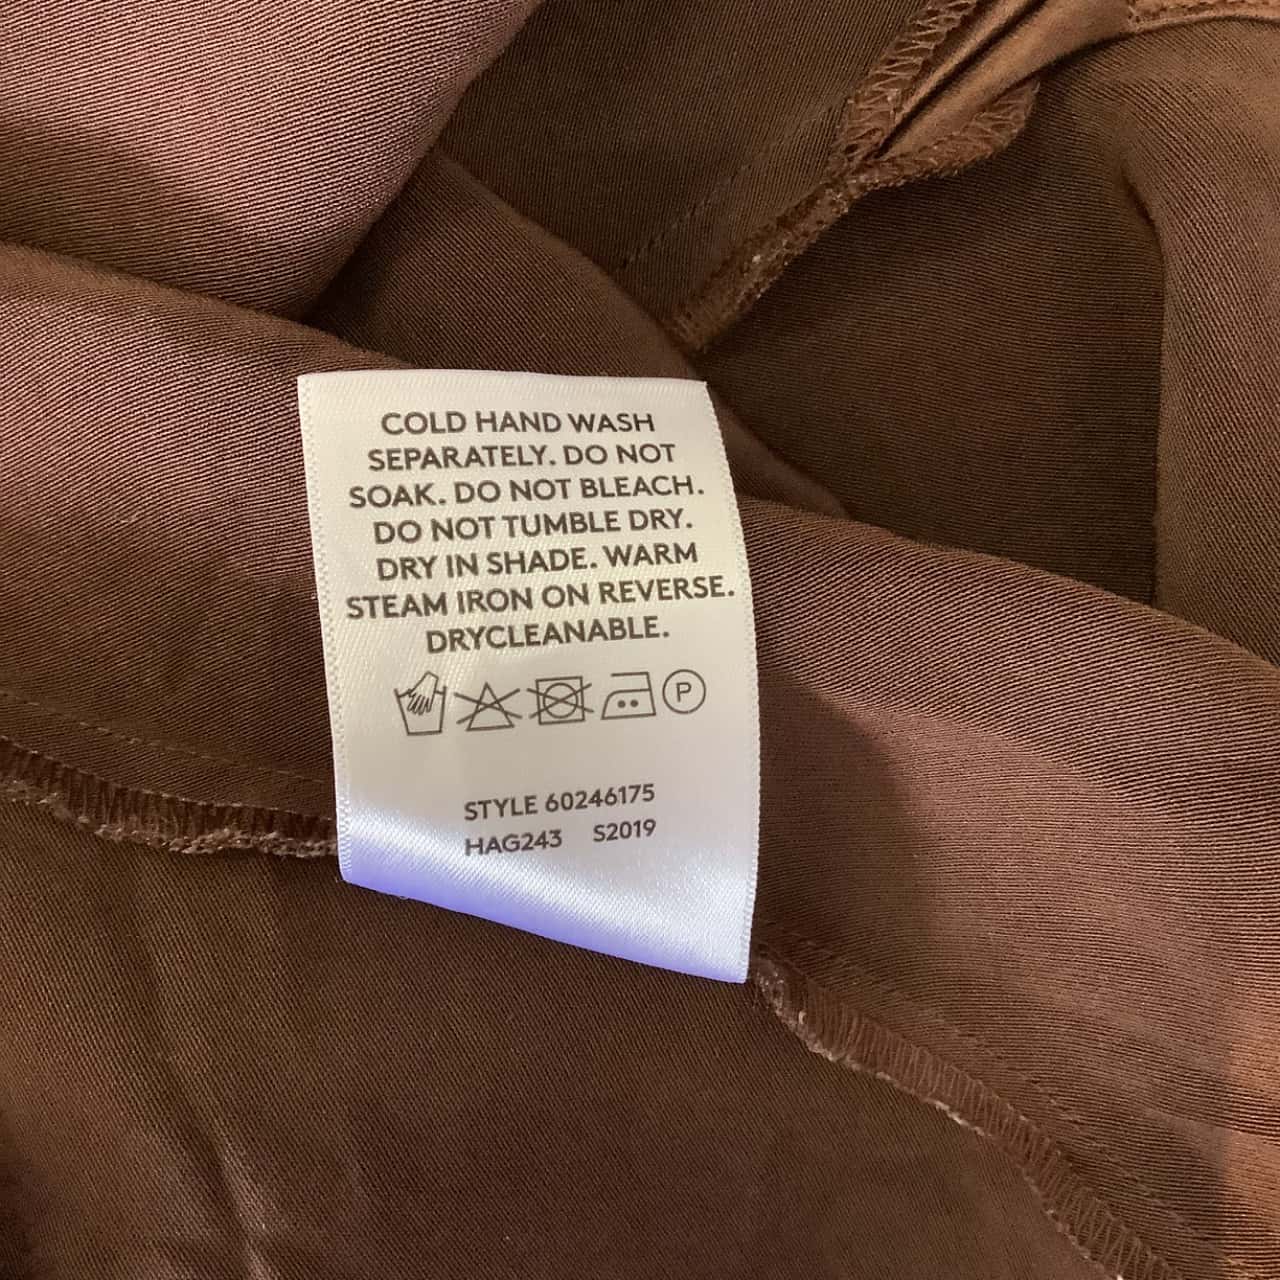 COLD HAND WASH
SEPARATELY. DO NOT
SOAK. DO NOT BLEACH.
DO NOT TUMBLE DRY.
DRY IN SHADE. WARM
STEAM IRON ON REVERSE.
DRYCLEANABLE.
P
STYLE 60246175
HAG243 S2019